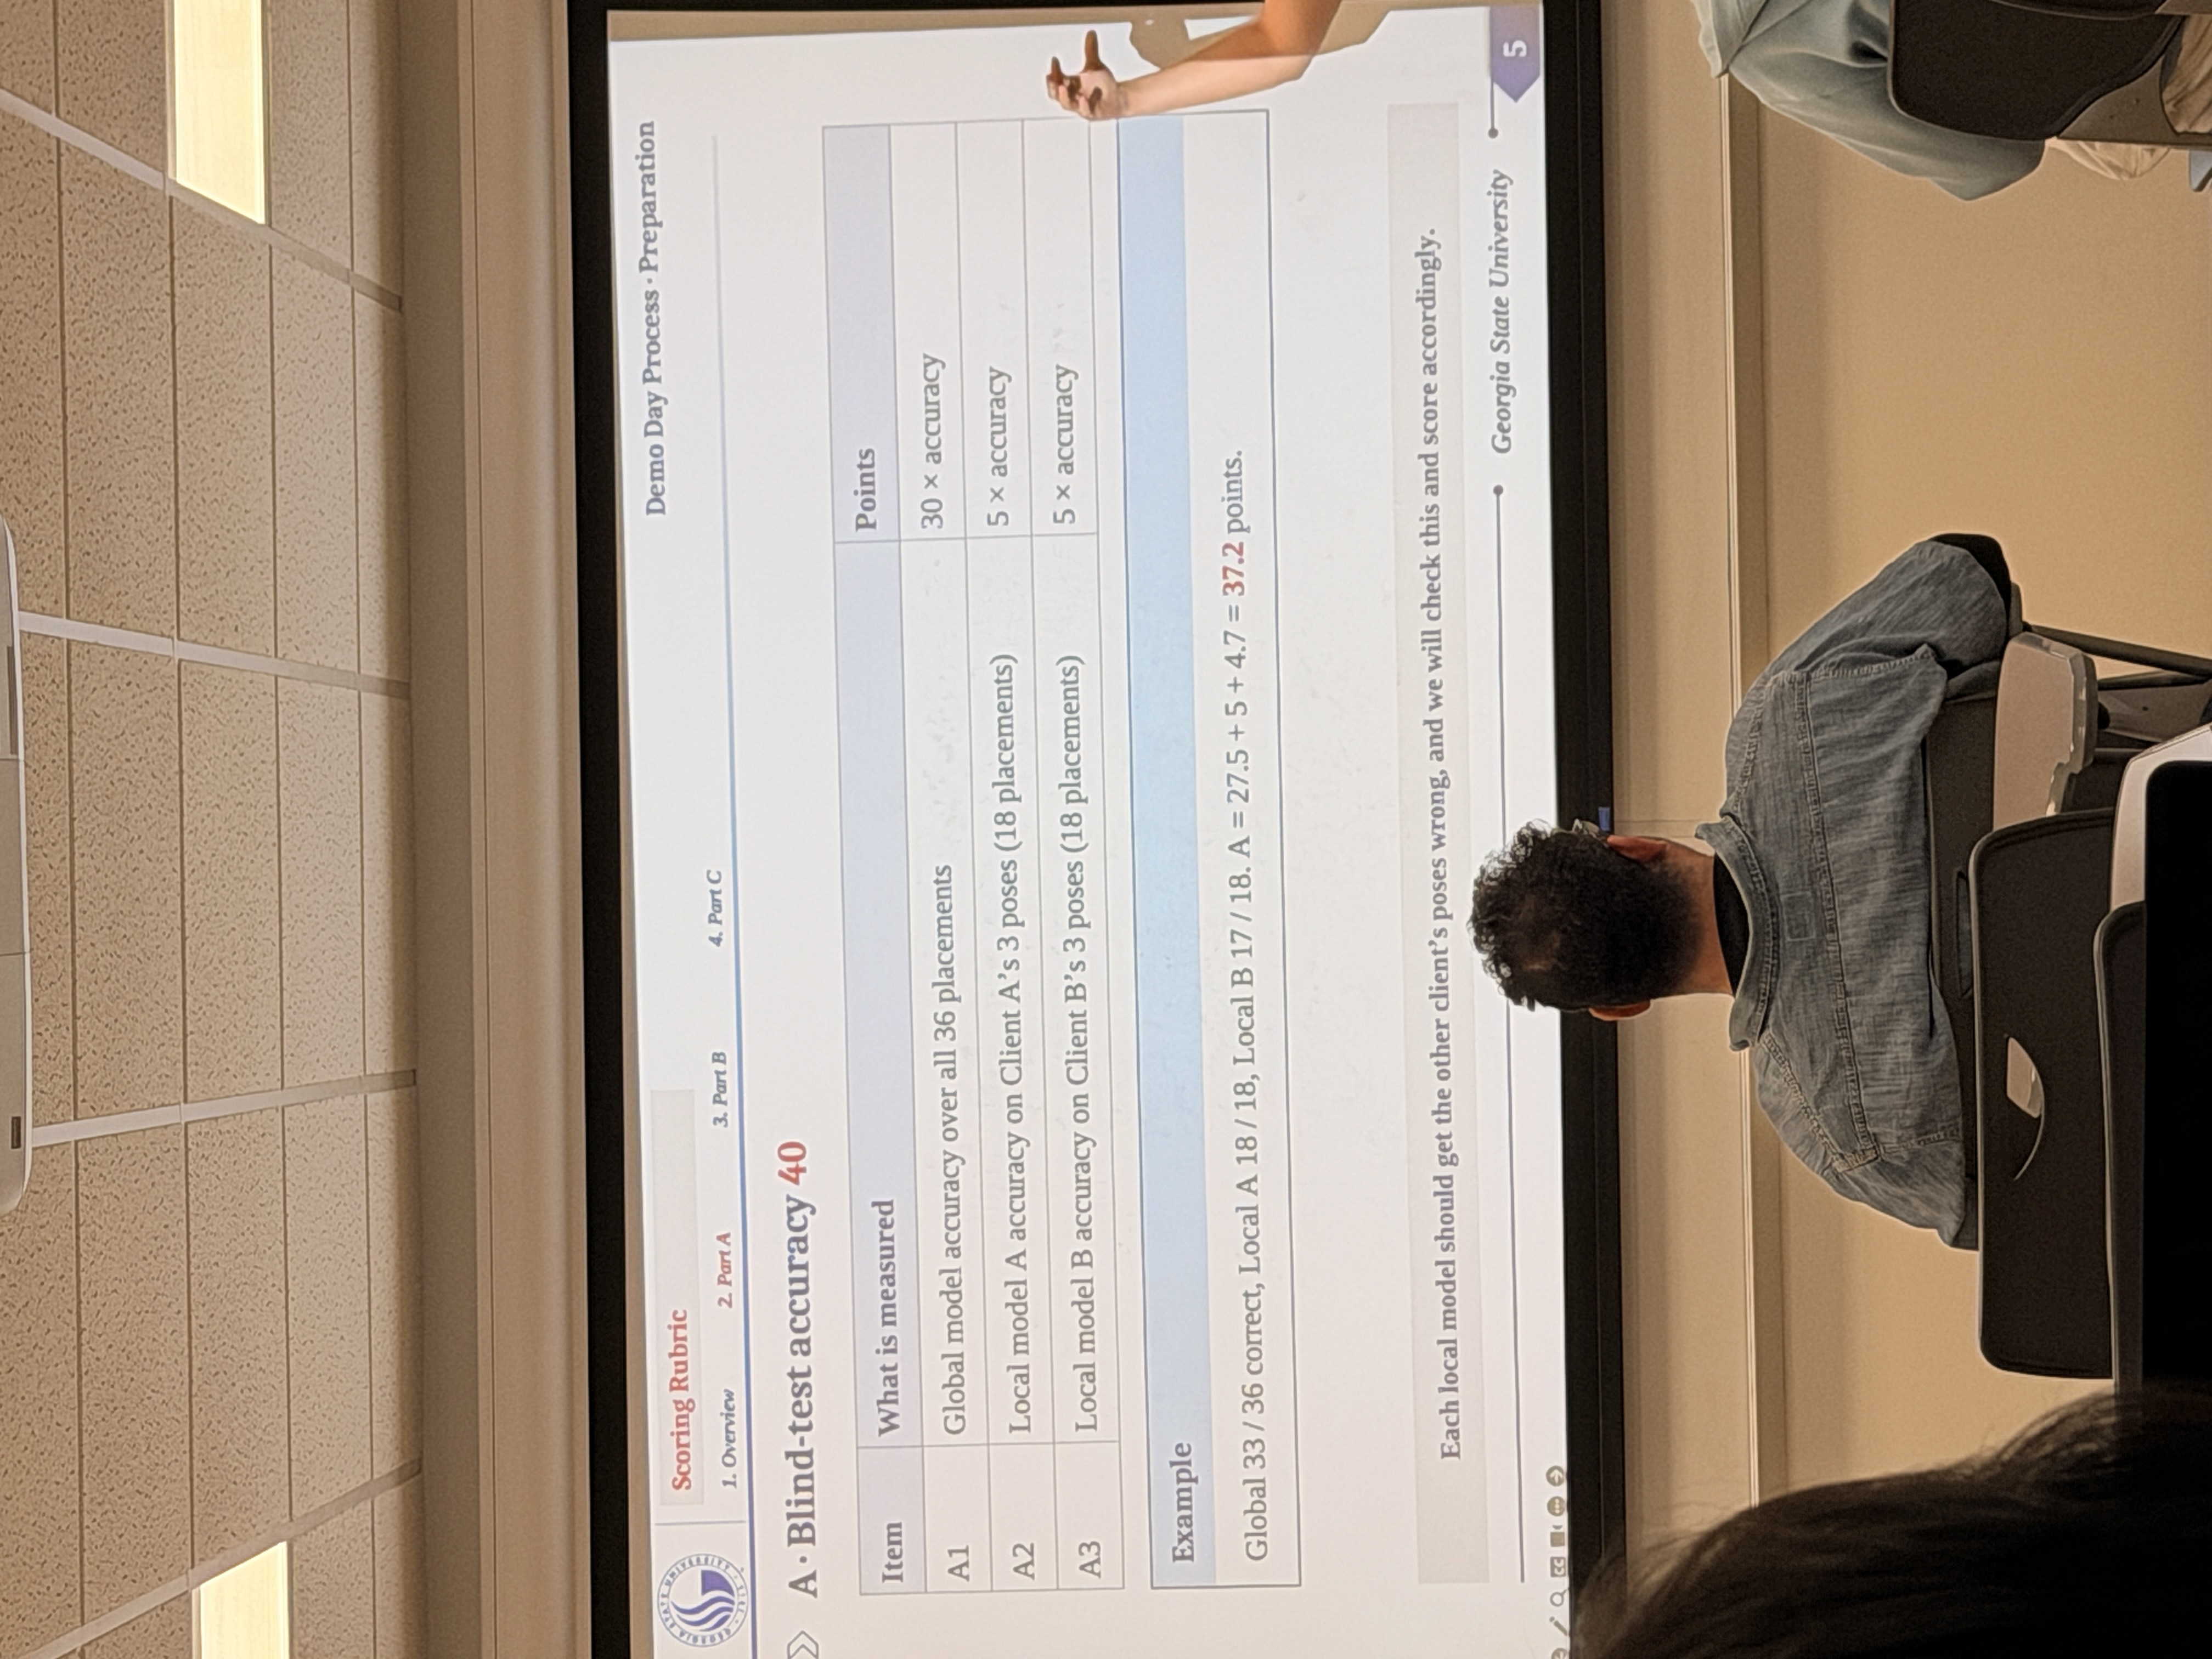 Demo Day Process · Preparation
Scoring Rubric
1. Overview 2. Part A 3. Part B 4. Part C
A · Blind-test accuracy 40
Item What is measured Points
A1 Global model accuracy over all 36 placements 30 × accuracy
A2 Local model A accuracy on Client A's 3 poses (18 placements) 5 × accuracy
A3 Local model B accuracy on Client B's 3 poses (18 placements) 5 × accuracy
Example
Global 33 / 36 correct, Local A 18 / 18, Local B 17 / 18. A = 27.5 + 5 + 4.7 = 37.2 points.
Each local model should get the other client's poses wrong, and we will check this and score accordingly.
Georgia State University
5
CC